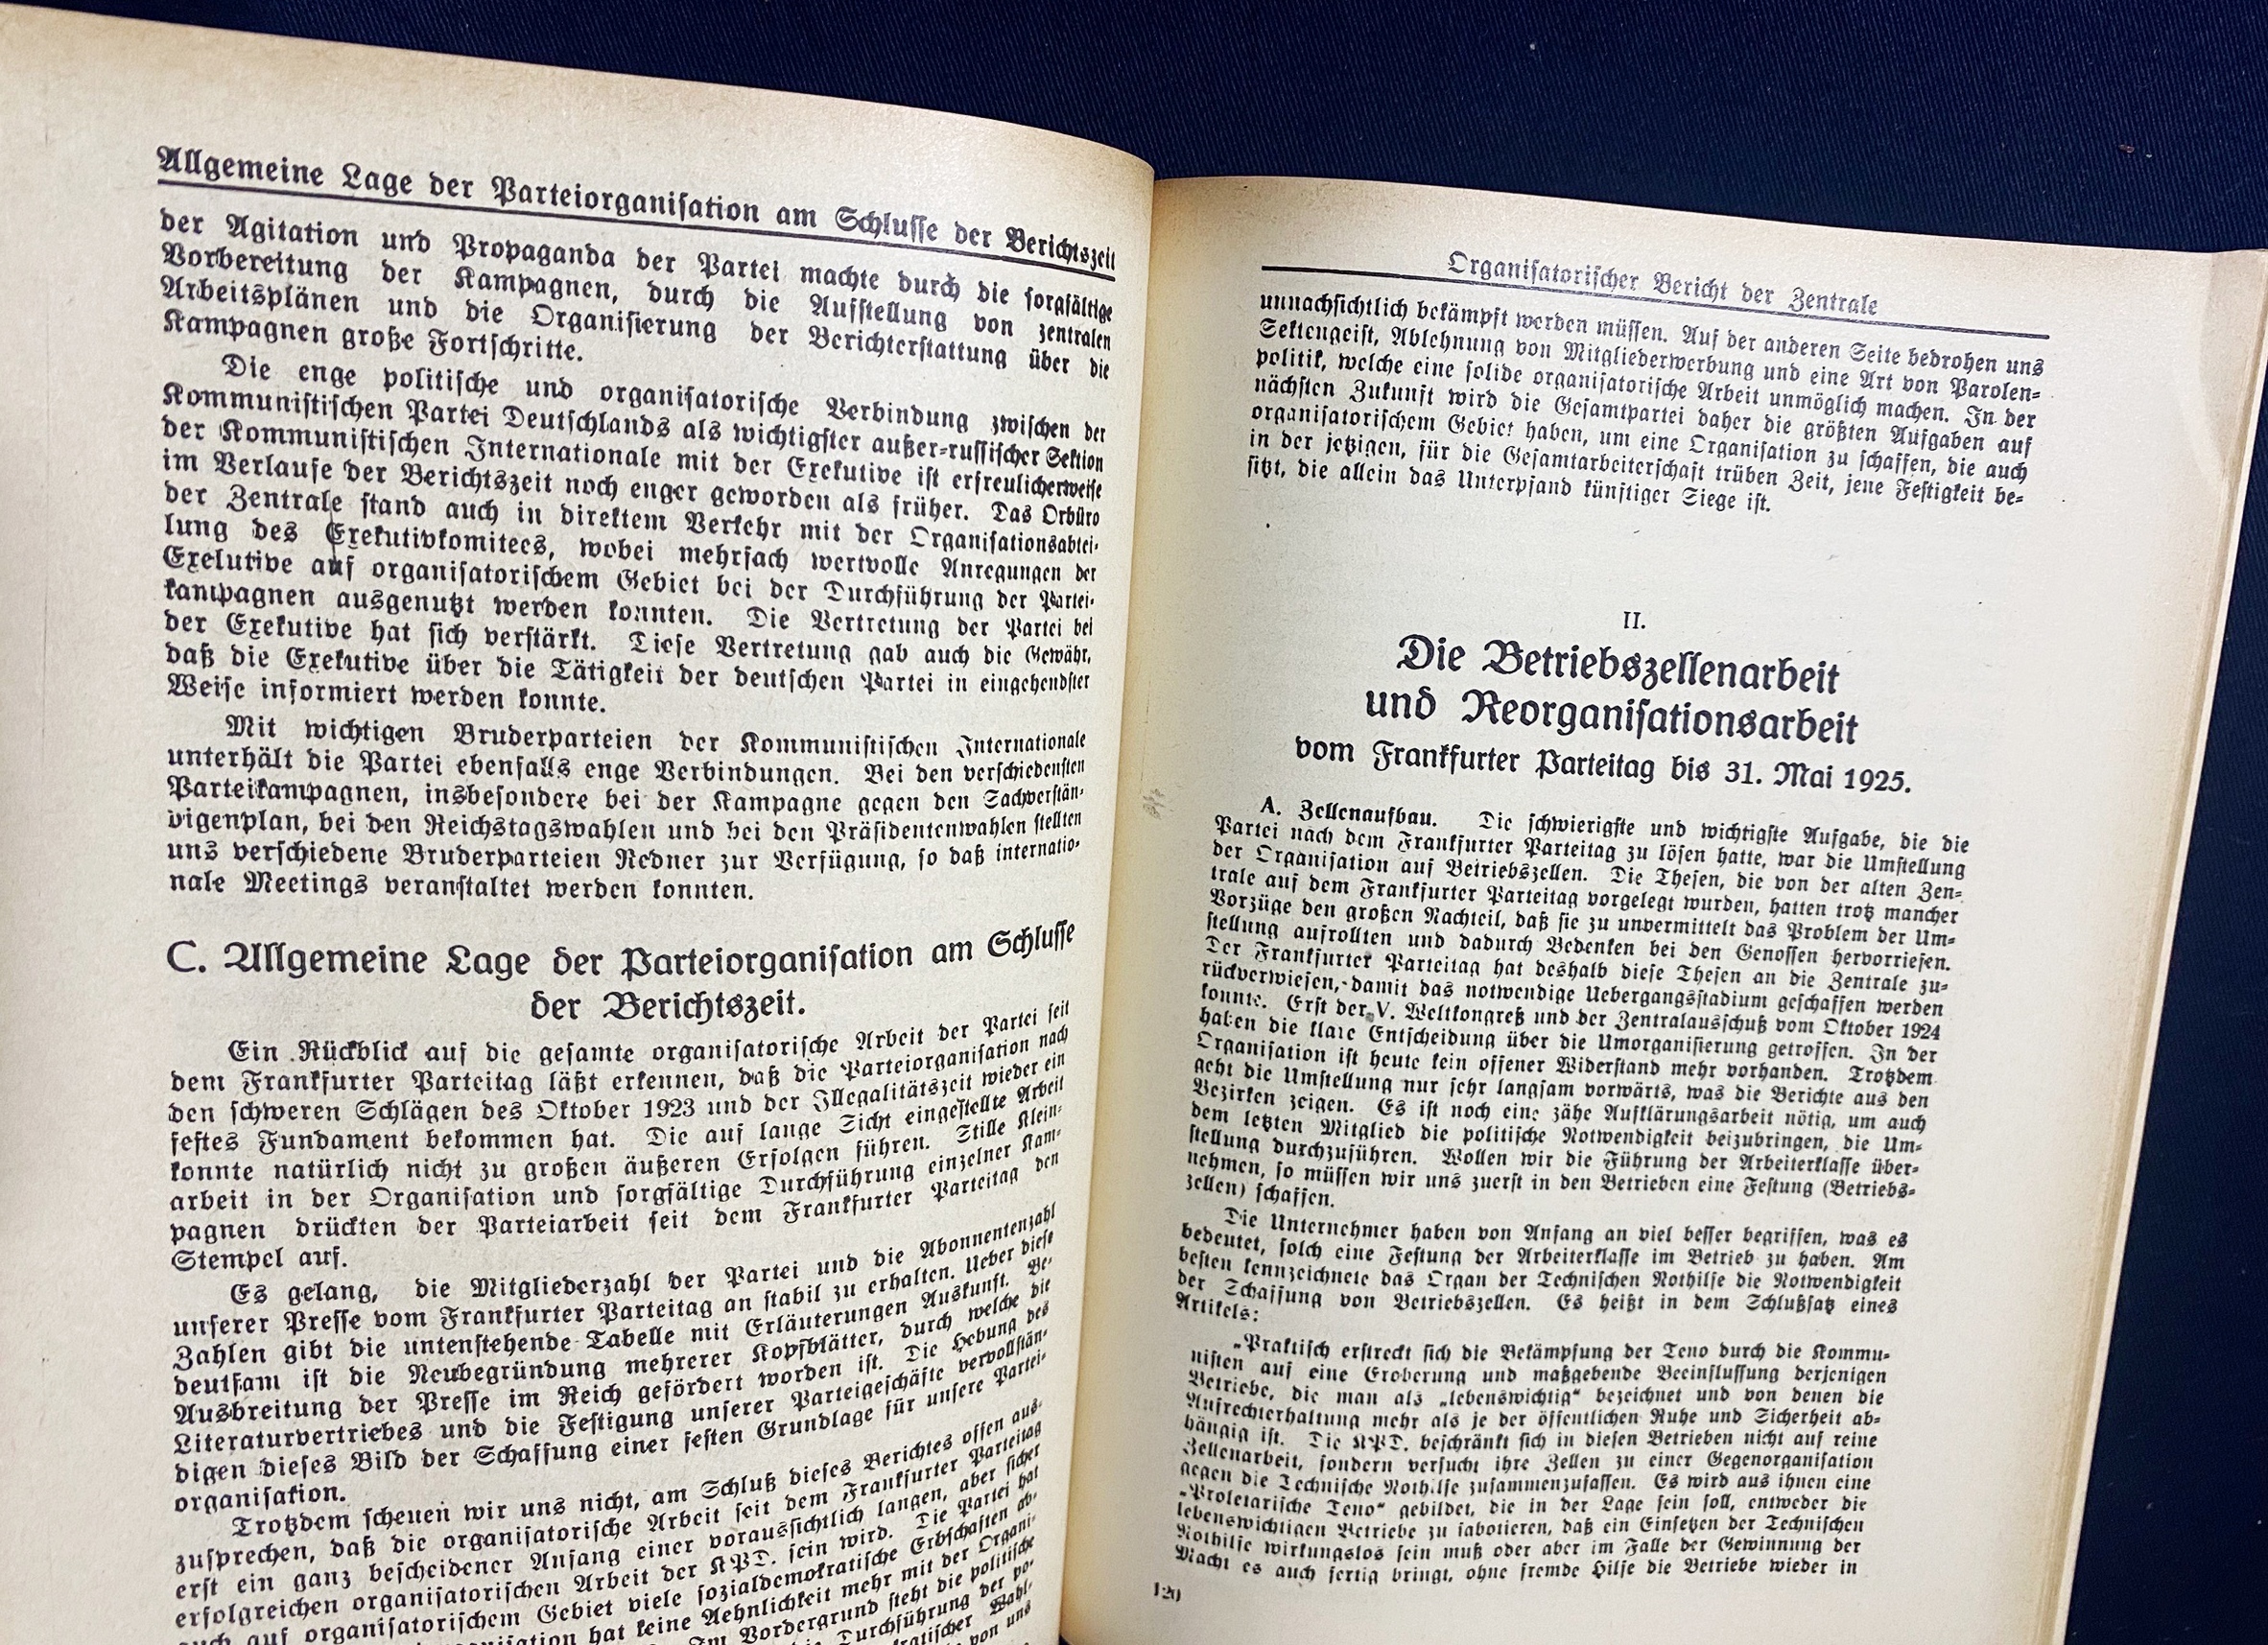 Allgemeine Lage der Parteiorganisation am Schlusse der Berichtszeit
der Agitation und Propaganda der Partei machte durch die sorgfältige
Vorbereitung der Kampagnen, durch die Aufstellung von zentralen
Arbeitsplänen und die Organisierung der Berichterstattung über die
Kampagnen große Fortschritte.
Die enge politische und organisatorische Verbindung zwischen der
Kommunistischen Partei Deutschlands als wichtigster außer-russischer Sektion
der Kommunistischen Internationale mit der Exekutive ist erfreulicherweise
im Verlaufe der Berichtszeit noch enger geworden als früher. Das Orbüro
der Zentrale stand auch in direktem Verkehr mit der Organisationsabtei-
lung des Exekutivkomitees, wobei mehrfach wertvolle Anregungen der
Exelutive auf organisatorischem Gebiet bei der Durchführung der Partei-
kampagnen ausgenutzt werden konnten. Die Vertretung der Partei bei
der Exekutive hat sich verstärkt. Diese Vertretung gab auch die Gewähr,
daß die Exekutive über die Tätigkeit der deutschen Partei in eingehendster
Weise informiert werden konnte.
Mit wichtigen Bruderparteien der Kommunistischen Internationale
unterhält die Partei ebenfalls enge Verbindungen. Bei den verschiedensten
Parteikampagnen, insbesondere bei der Kampagne gegen den Sachverstän-
digenplan, bei den Reichstagswahlen und bei den Präsidentenwahlen stellten
uns verschiedene Bruderparteien Redner zur Verfügung, so daß internatio-
nale Meetings veranstaltet werden konnten.
C. Allgemeine Lage der Parteiorganisation am Schlusse
der Berichtszeit.
Ein Rückblick auf die gesamte organisatorische Arbeit der Partei seit
dem Frankfurter Parteitag läßt erkennen, daß die Parteiorganisation nach
den schweren Schlägen des Oktober 1923 und der Illegalitätszeit wieder ein
festes Fundament bekommen hat. Die auf lange Sicht eingestellte Arbeit
konnte natürlich nicht zu großen äußeren Erfolgen führen. Stille Klein-
arbeit in der Organisation und sorgfältige Durchführung einzelner Kam-
pagnen drückten der Parteiarbeit seit dem Frankfurter Parteitag den
Stempel auf.
Es gelang, die Mitgliederzahl der Partei und die Abonnentenzahl
unserer Presse vom Frankfurter Parteitag an stabil zu erhalten. Ueber diese
Zahlen gibt die untenstehende Tabelle mit Erläuterungen Auskunft. Be-
deutsam ist die Neubegründung mehrerer Kopfblätter, durch welche die
Ausbreitung der Presse im Reich gefördert worden ist. Die Hebung des
Literaturvertriebes und die Festigung unserer Parteigeschäfte vervollstän-
digen dieses Bild der Schaffung einer festen Grundlage für unsere Partei-
organisation.
Trotzdem scheuen wir uns nicht, am Schluß dieses Berichtes offen aus-
zusprechen, daß die organisatorische Arbeit seit dem Frankfurter Parteitag
erst ein ganz bescheidener Anfang einer voraussichtlich langen, aber sicher
erfolgreichen organisatorischen Arbeit der KPD. sein wird. Die Partei hat
auch auf organisatorischem Gebiet viele sozialdemokratische Erbschaften ab-
hat keine Aehnlichkeit mehr mit der Organi-
Im Vordergrund steht die politische
Durchführung der po-
Wahl-
von uns
Organisatorischer Bericht der Zentrale
unnachsichtlich bekämpft werden müssen. Auf der anderen Seite bedrohen uns
Sektengeist, Ablehnung von Mitgliederwerbung und eine Art von Parolen-
politik, welche eine solide organisatorische Arbeit unmöglich machen. In der
nächsten Zukunft wird die Gesamtpartei daher die größten Aufgaben auf
organisatorischem Gebiet haben, um eine Organisation zu schaffen, die auch
in der jetzigen, für die Gesamtarbeiterschaft trüben Zeit, jene Festigkeit be-
sitzt, die allein das Unterpfand künftiger Siege ist.
II.
Die Betriebszellenarbeit
und Reorganisationsarbeit
vom Frankfurter Parteitag bis 31. Mai 1925.
A. Zellenaufbau. Die schwierigste und wichtigste Aufgabe, die die
Partei nach dem Frankfurter Parteitag zu lösen hatte, war die Umstellung
der Organisation auf Betriebszellen. Die Thesen, die von der alten Zen-
trale auf dem Frankfurter Parteitag vorgelegt wurden, hatten trotz mancher
Vorzüge den großen Nachteil, daß sie zu unvermittelt das Problem der Um-
stellung aufrollten und dadurch Bedenken bei den Genossen hervorriefen.
Der Frankfurter Parteitag hat deshalb diese Thesen an die Zentrale zu-
rückverwiesen, damit das notwendige Uebergangsstadium geschaffen werden
konnte. Erst der V. Weltkongreß und der Zentralausschuß vom Oktober 1924
haben die klare Entscheidung über die Umorganisierung getroffen. In der
Organisation ist heute kein offener Widerstand mehr vorhanden. Trotzdem
geht die Umstellung nur sehr langsam vorwärts, was die Berichte aus den
Bezirken zeigen. Es ist noch eine zähe Aufklärungsarbeit nötig, um auch
dem letzten Mitglied die politische Notwendigkeit beizubringen, die Um-
stellung durchzuführen. Wollen wir die Führung der Arbeiterklasse über-
nehmen, so müssen wir uns zuerst in den Betrieben eine Festung (Betriebs-
zellen) schaffen.
Die Unternehmer haben von Anfang an viel besser begriffen, was es
bedeutet, solch eine Festung der Arbeiterklasse im Betrieb zu haben. Am
besten kennzeichnete das Organ der Technischen Nothilfe die Notwendigkeit
der Schaffung von Betriebszellen. Es heißt in dem Schlußsatz eines
Artikels:
„Praktisch erstreckt sich die Bekämpfung der Teno durch die Kommu-
nisten auf eine Eroberung und maßgebende Beeinflussung derjenigen
Betriebe, die man als „lebenswichtig“ bezeichnet und von denen die
Aufrechterhaltung mehr als je der öffentlichen Ruhe und Sicherheit ab-
hängig ist. Die KPD. beschränkt sich in diesen Betrieben nicht auf reine
Zellenarbeit, sondern versucht ihre Zellen zu einer Gegenorganisation
gegen die Technische Nothilfe zusammenzufassen. Es wird aus ihnen eine
„Proletarische Teno“ gebildet, die in der Lage sein soll, entweder die
lebenswichtigen Betriebe zu sabotieren, daß ein Einsetzen der Technischen
Nothilfe wirkungslos sein muß oder aber im Falle der Gewinnung der
Macht es auch fertig bringt, ohne fremde Hilfe die Betriebe wieder in
120